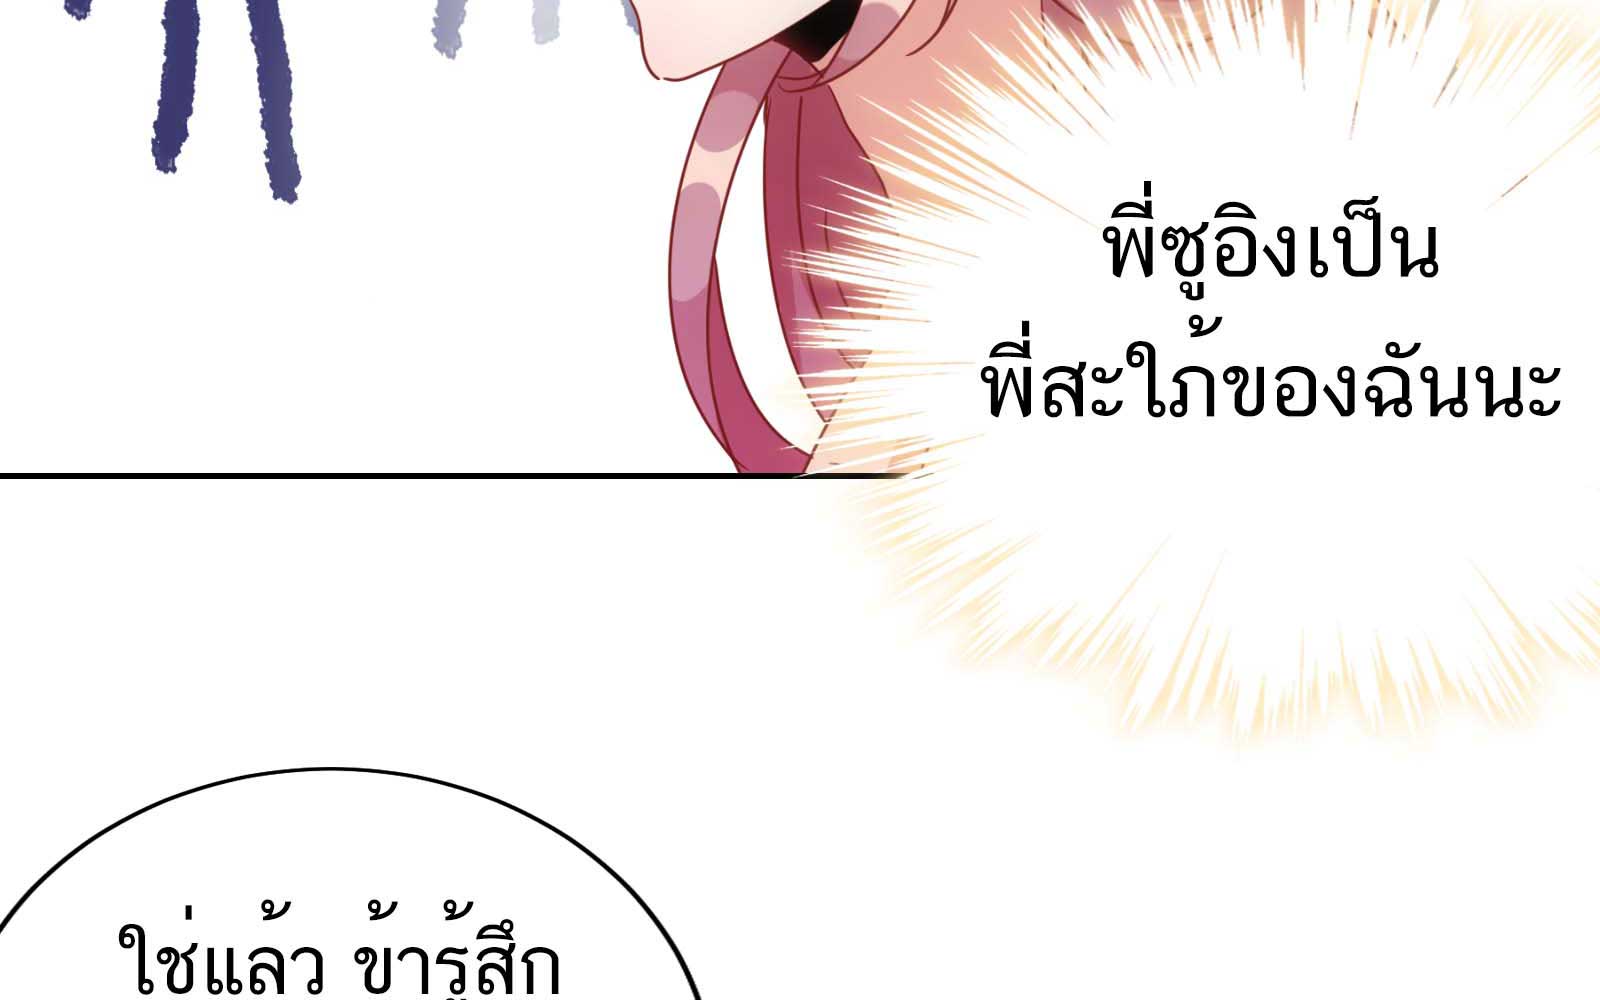 พี่ซูอิงเป็น
พี่สะใภ้ของฉันนะ
ใช่แล้ว ข้ารู้สึก